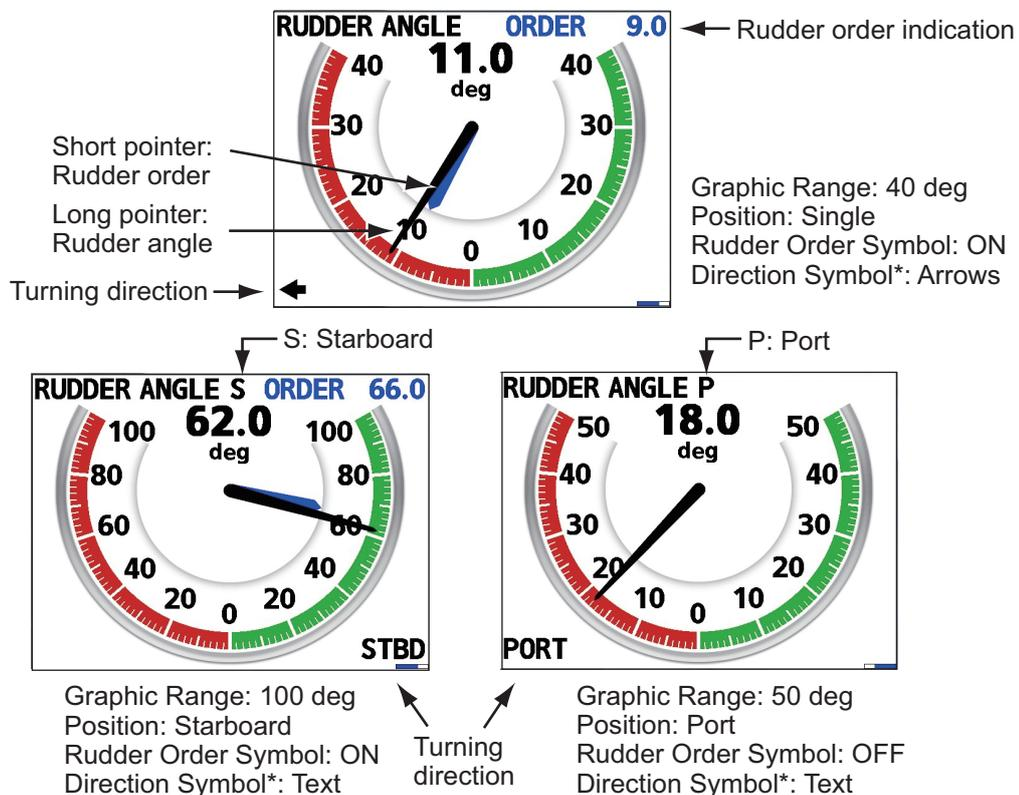 RUDDER ANGLE ORDER 9.0
Rudder order indication
11.0
deg
40 40
30 30
20 20
10 10
0
Short pointer:
Rudder order
Long pointer:
Rudder angle
Turning direction
Graphic Range: 40 deg
Position: Single
Rudder Order Symbol: ON
Direction Symbol*: Arrows
S: Starboard
RUDDER ANGLE S ORDER 66.0
62.0
deg
100 100
80 80
60 60
40 40
20 20
0
STBD
Graphic Range: 100 deg
Position: Starboard
Rudder Order Symbol: ON
Direction Symbol*: Text
P: Port
RUDDER ANGLE P
18.0
deg
50 50
40 40
30 30
20 20
10 10
0
PORT
Turning
direction
Graphic Range: 50 deg
Position: Port
Rudder Order Symbol: OFF
Direction Symbol*: Text